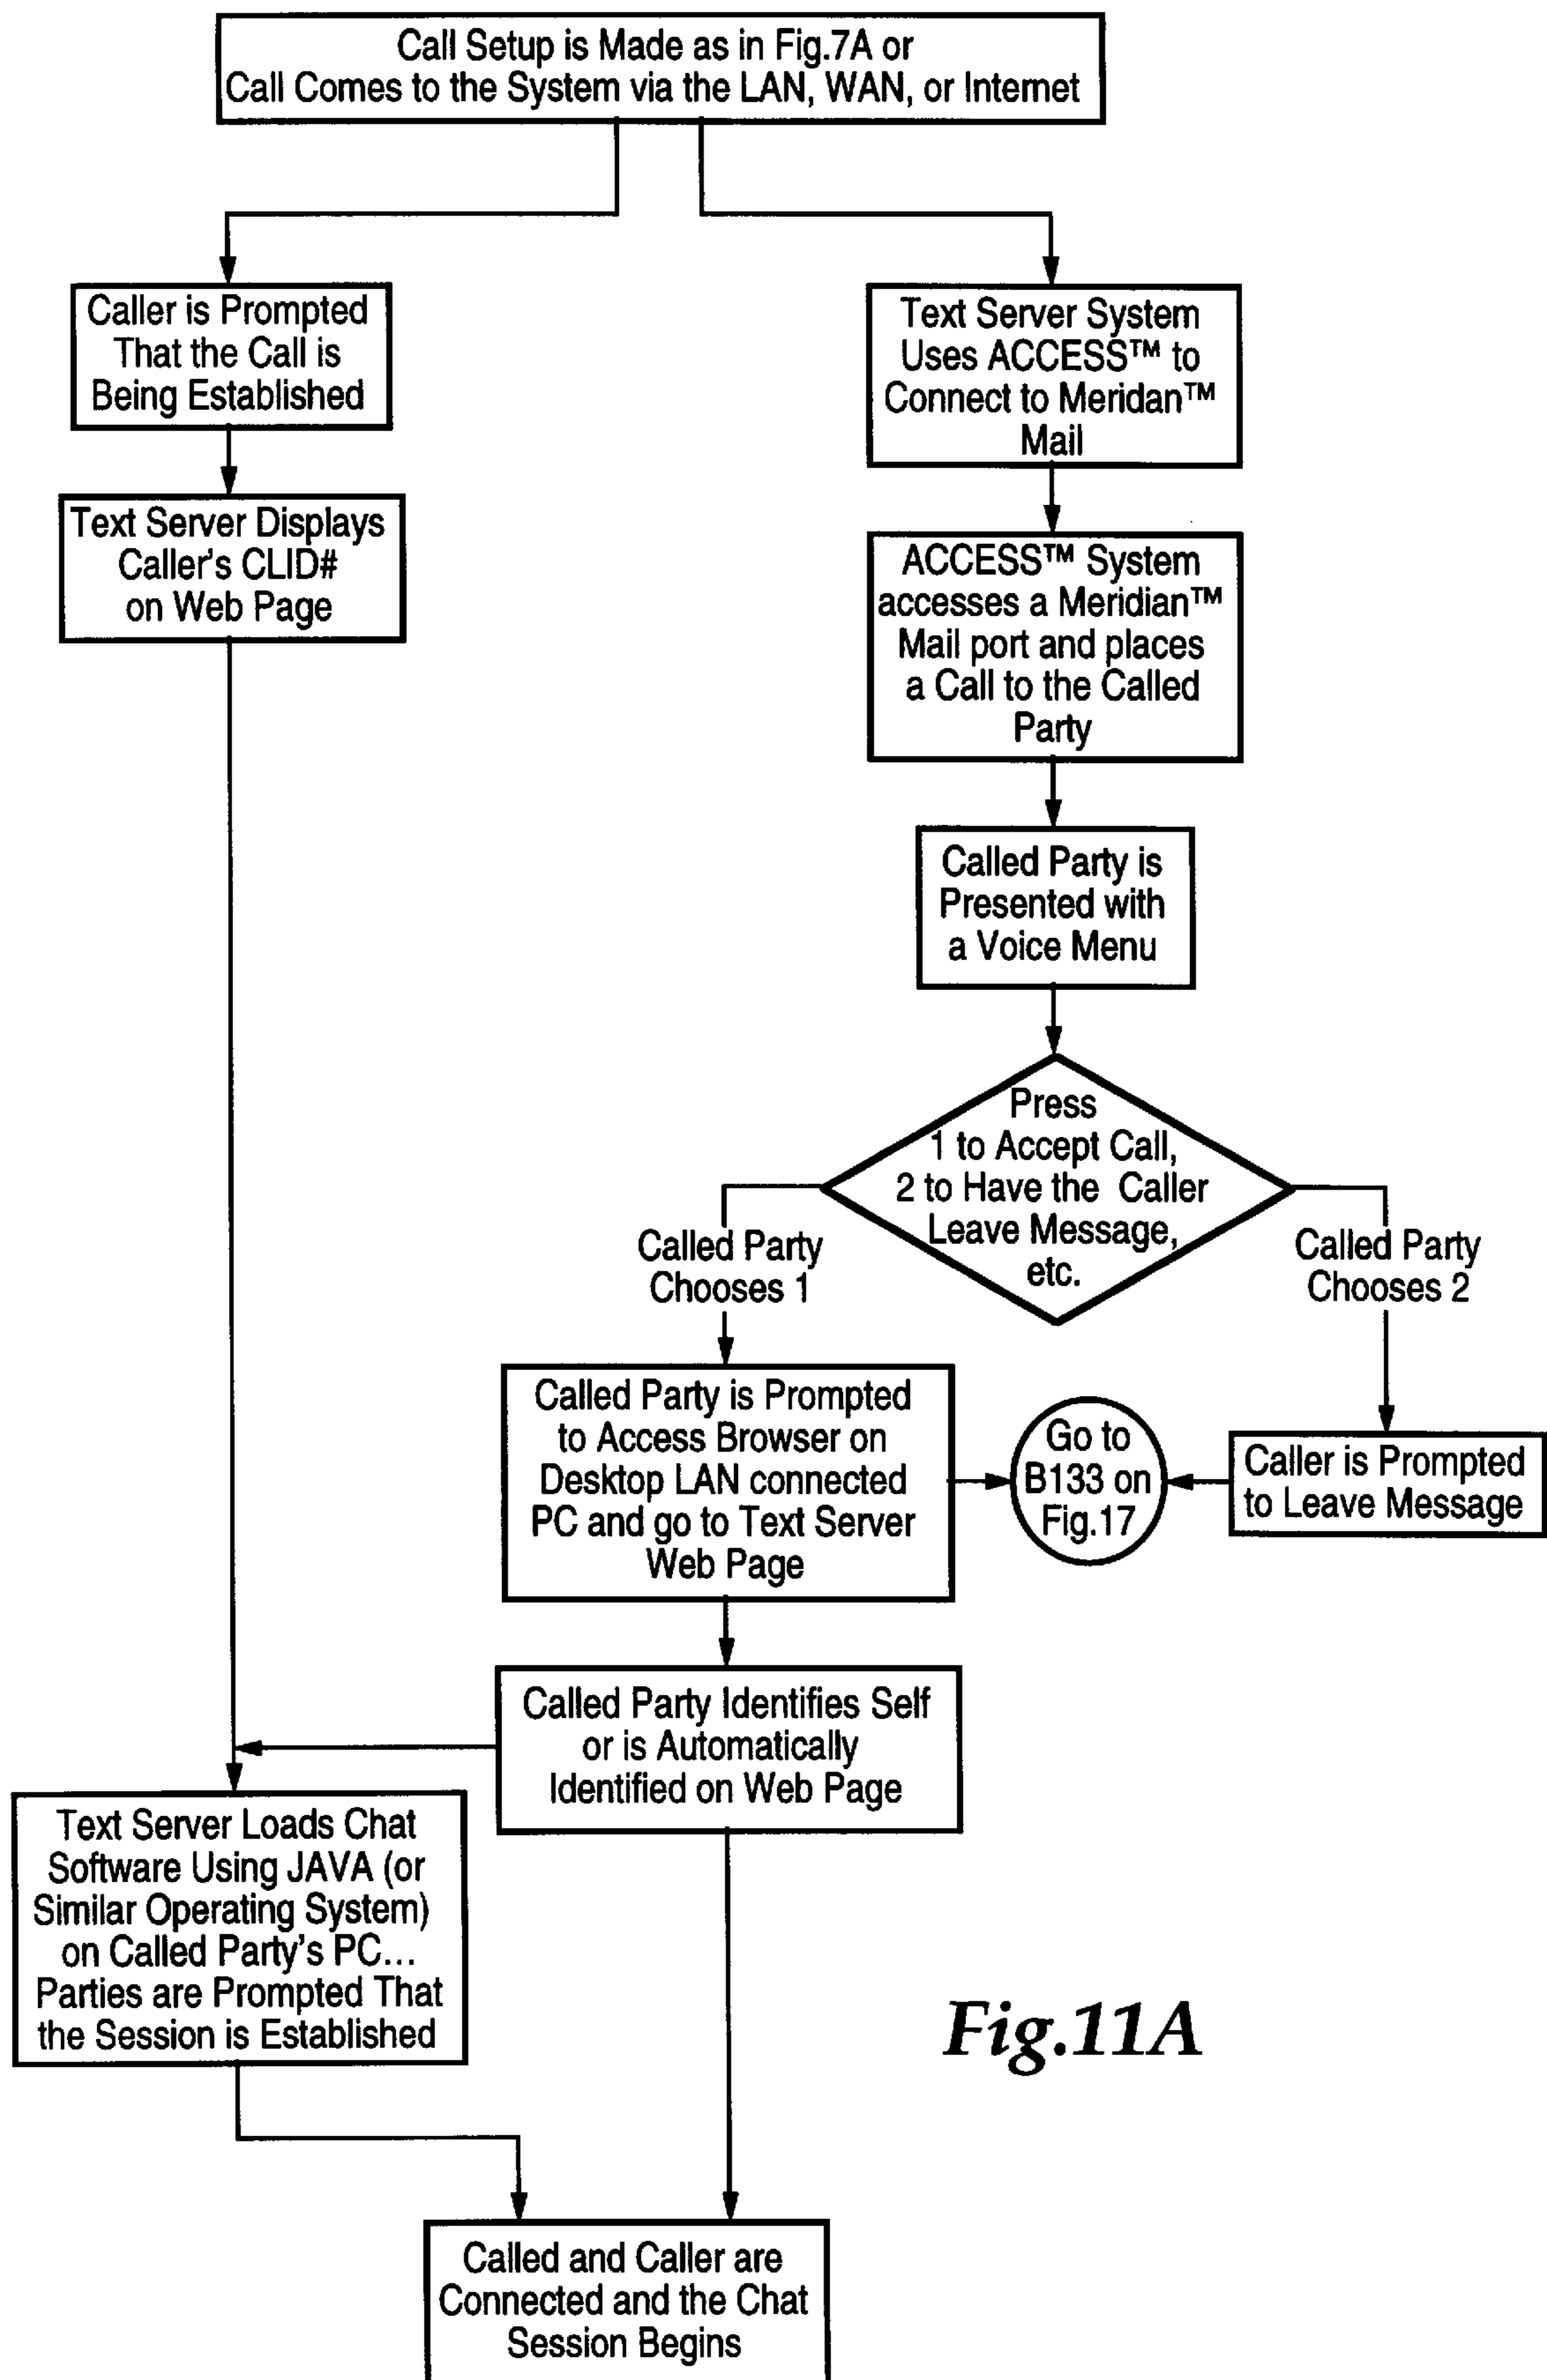 Call Setup is Made as in Fig.7A or
Call Comes to the System via the LAN, WAN, or Internet
Caller is Prompted
That the Call is
Being Established
Text Server System
Uses ACCESS™ to
Connect to Meridan™
Mail
Text Server Displays
Caller's CLID#
on Web Page
ACCESS™ System
accesses a Meridian™
Mail port and places
a Call to the Called
Party
Called Party is
Presented with
a Voice Menu
Press
1 to Accept Call,
2 to Have the Caller
Leave Message,
etc.
Called Party
Chooses 1
Called Party
Chooses 2
Called Party is Prompted
to Access Browser on
Desktop LAN connected
PC and go to Text Server
Web Page
Go to
B133 on
Fig.17
Caller is Prompted
to Leave Message
Called Party Identifies Self
or is Automatically
Identified on Web Page
Text Server Loads Chat
Software Using JAVA (or
Similar Operating System)
on Called Party's PC...
Parties are Prompted That
the Session is Established
Fig.11A
Called and Caller are
Connected and the Chat
Session Begins